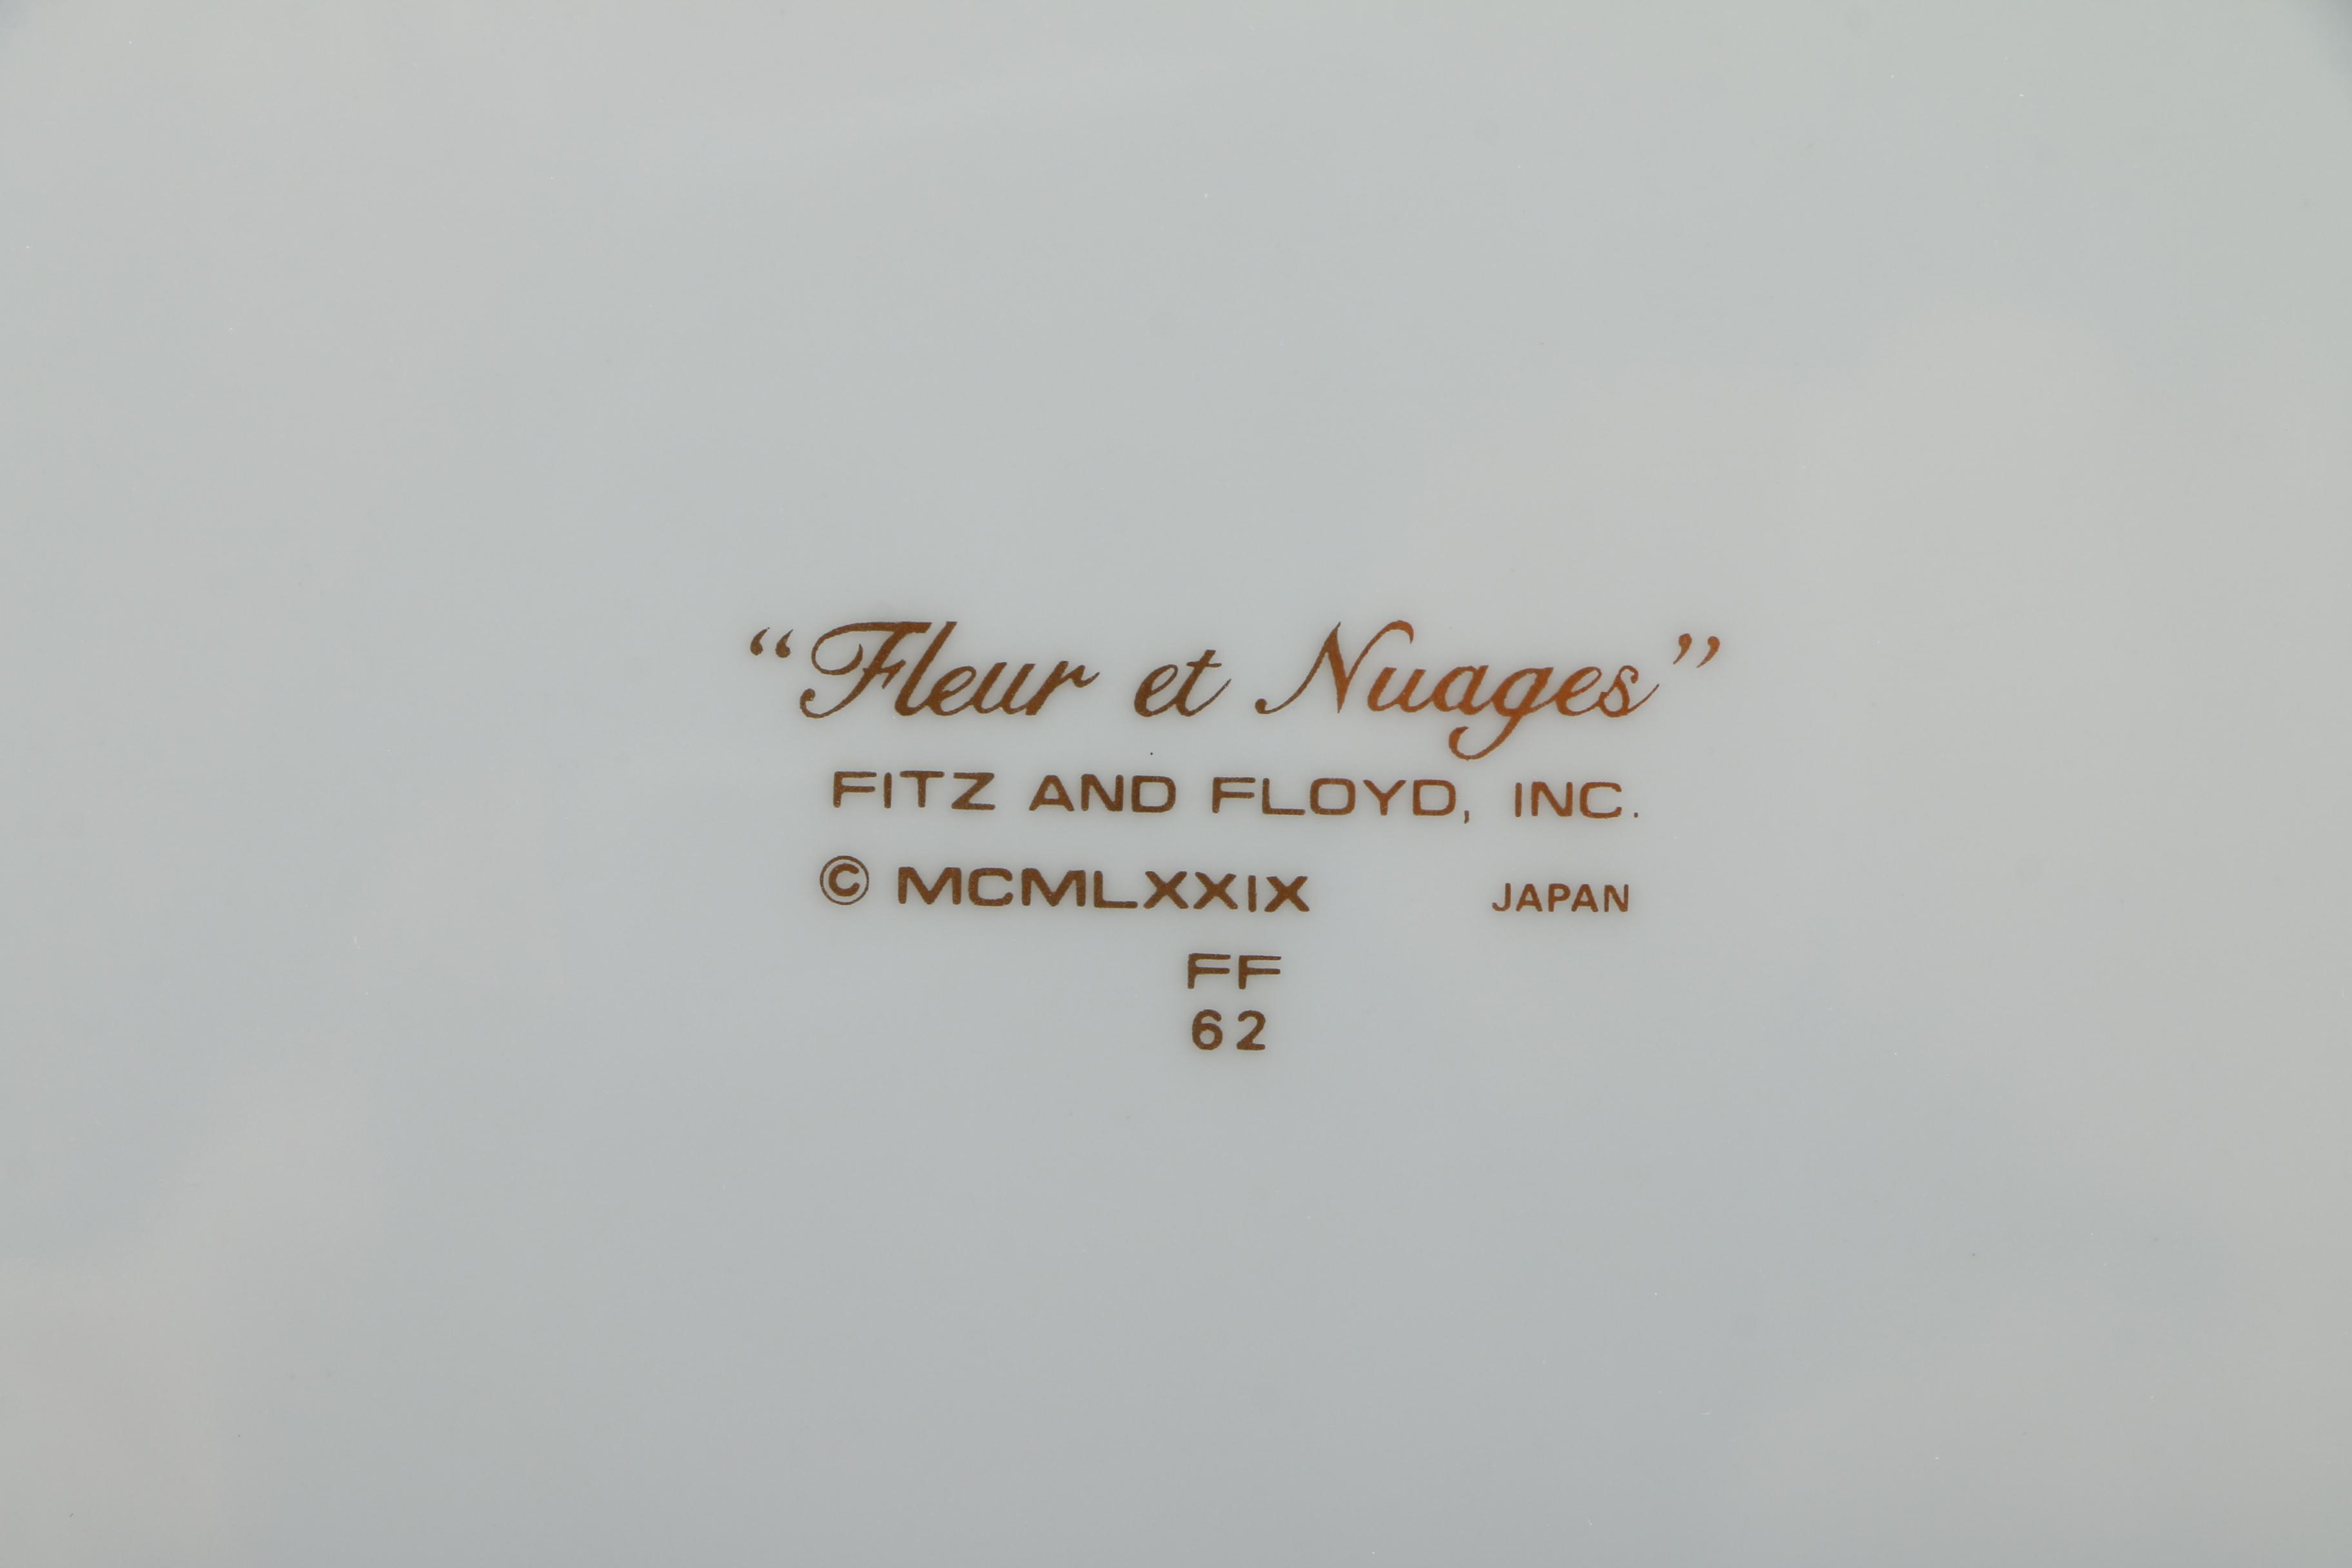 “Fleur et Nuages”
FITZ AND FLOYD, INC.
© MCMLXXIX JAPAN
FF
62